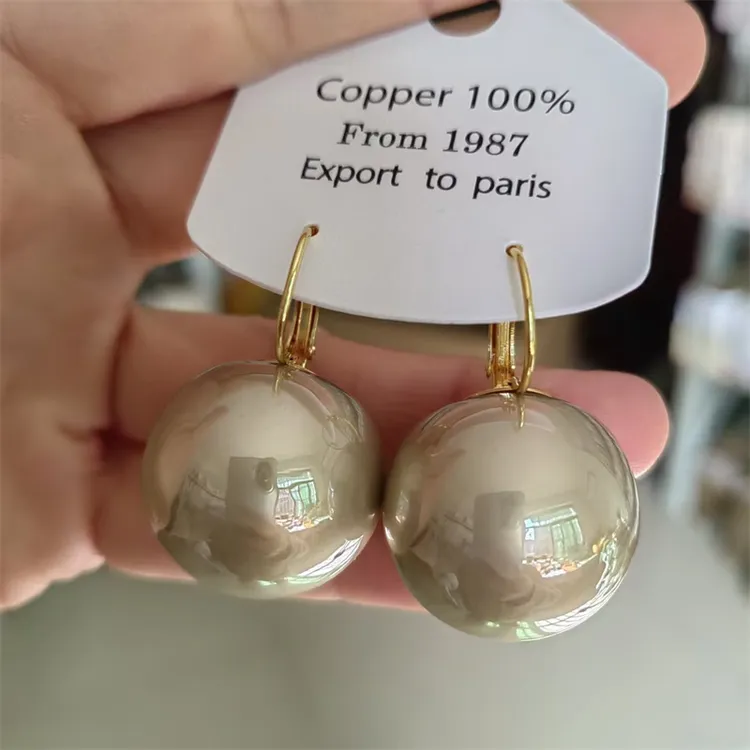 Copper 100%
From 1987
Export to paris